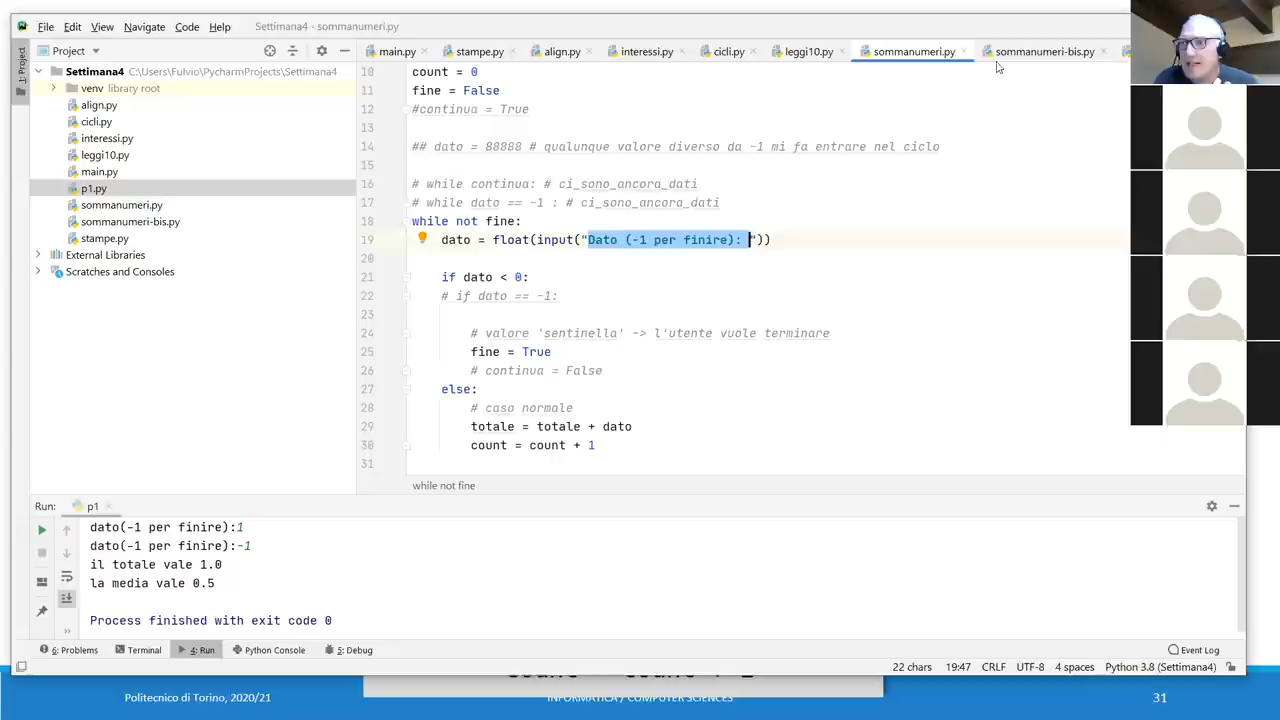 File Edit View Navigate Code Help Settimana4 - sommanumeri.py
Project
main.py stampe.py align.py interessi.py cicli.py leggi10.py sommanumeri.py sommanumeri-bis.py
1: Project
Settimana4 C:\Users\Fulvio\PycharmProjects\Settimana4
venv library root
align.py
cicli.py
interessi.py
leggi10.py
main.py
p1.py
sommanumeri.py
sommanumeri-bis.py
stampe.py
External Libraries
Scratches and Consoles
10 count = 0
11 fine = False
12 #continua = True
13
14 ## dato = 88888 # qualunque valore diverso da -1 mi fa entrare nel ciclo
15
16 # while continua: # ci_sono_ancora_dati
17 # while dato == -1 : # ci_sono_ancora_dati
18 while not fine:
19 dato = float(input("Dato (-1 per finire): "))
20
21 if dato < 0:
22 # if dato == -1:
23
24 # valore 'sentinella' -> l'utente vuole terminare
25 fine = True
26 # continua = False
27 else:
28 # caso normale
29 totale = totale + dato
30 count = count + 1
31
while not fine
Run: p1
dato(-1 per finire):1
dato(-1 per finire):-1
il totale vale 1.0
la media vale 0.5
Process finished with exit code 0
»
6: Problems Terminal 4: Run Python Console 5: Debug Event Log
22 chars 19:47 CRLF UTF-8 4 spaces Python 3.8 (Settimana4)
Politecnico di Torino, 2020/21 INFORMATICA / COMPUTER SCIENCES 31